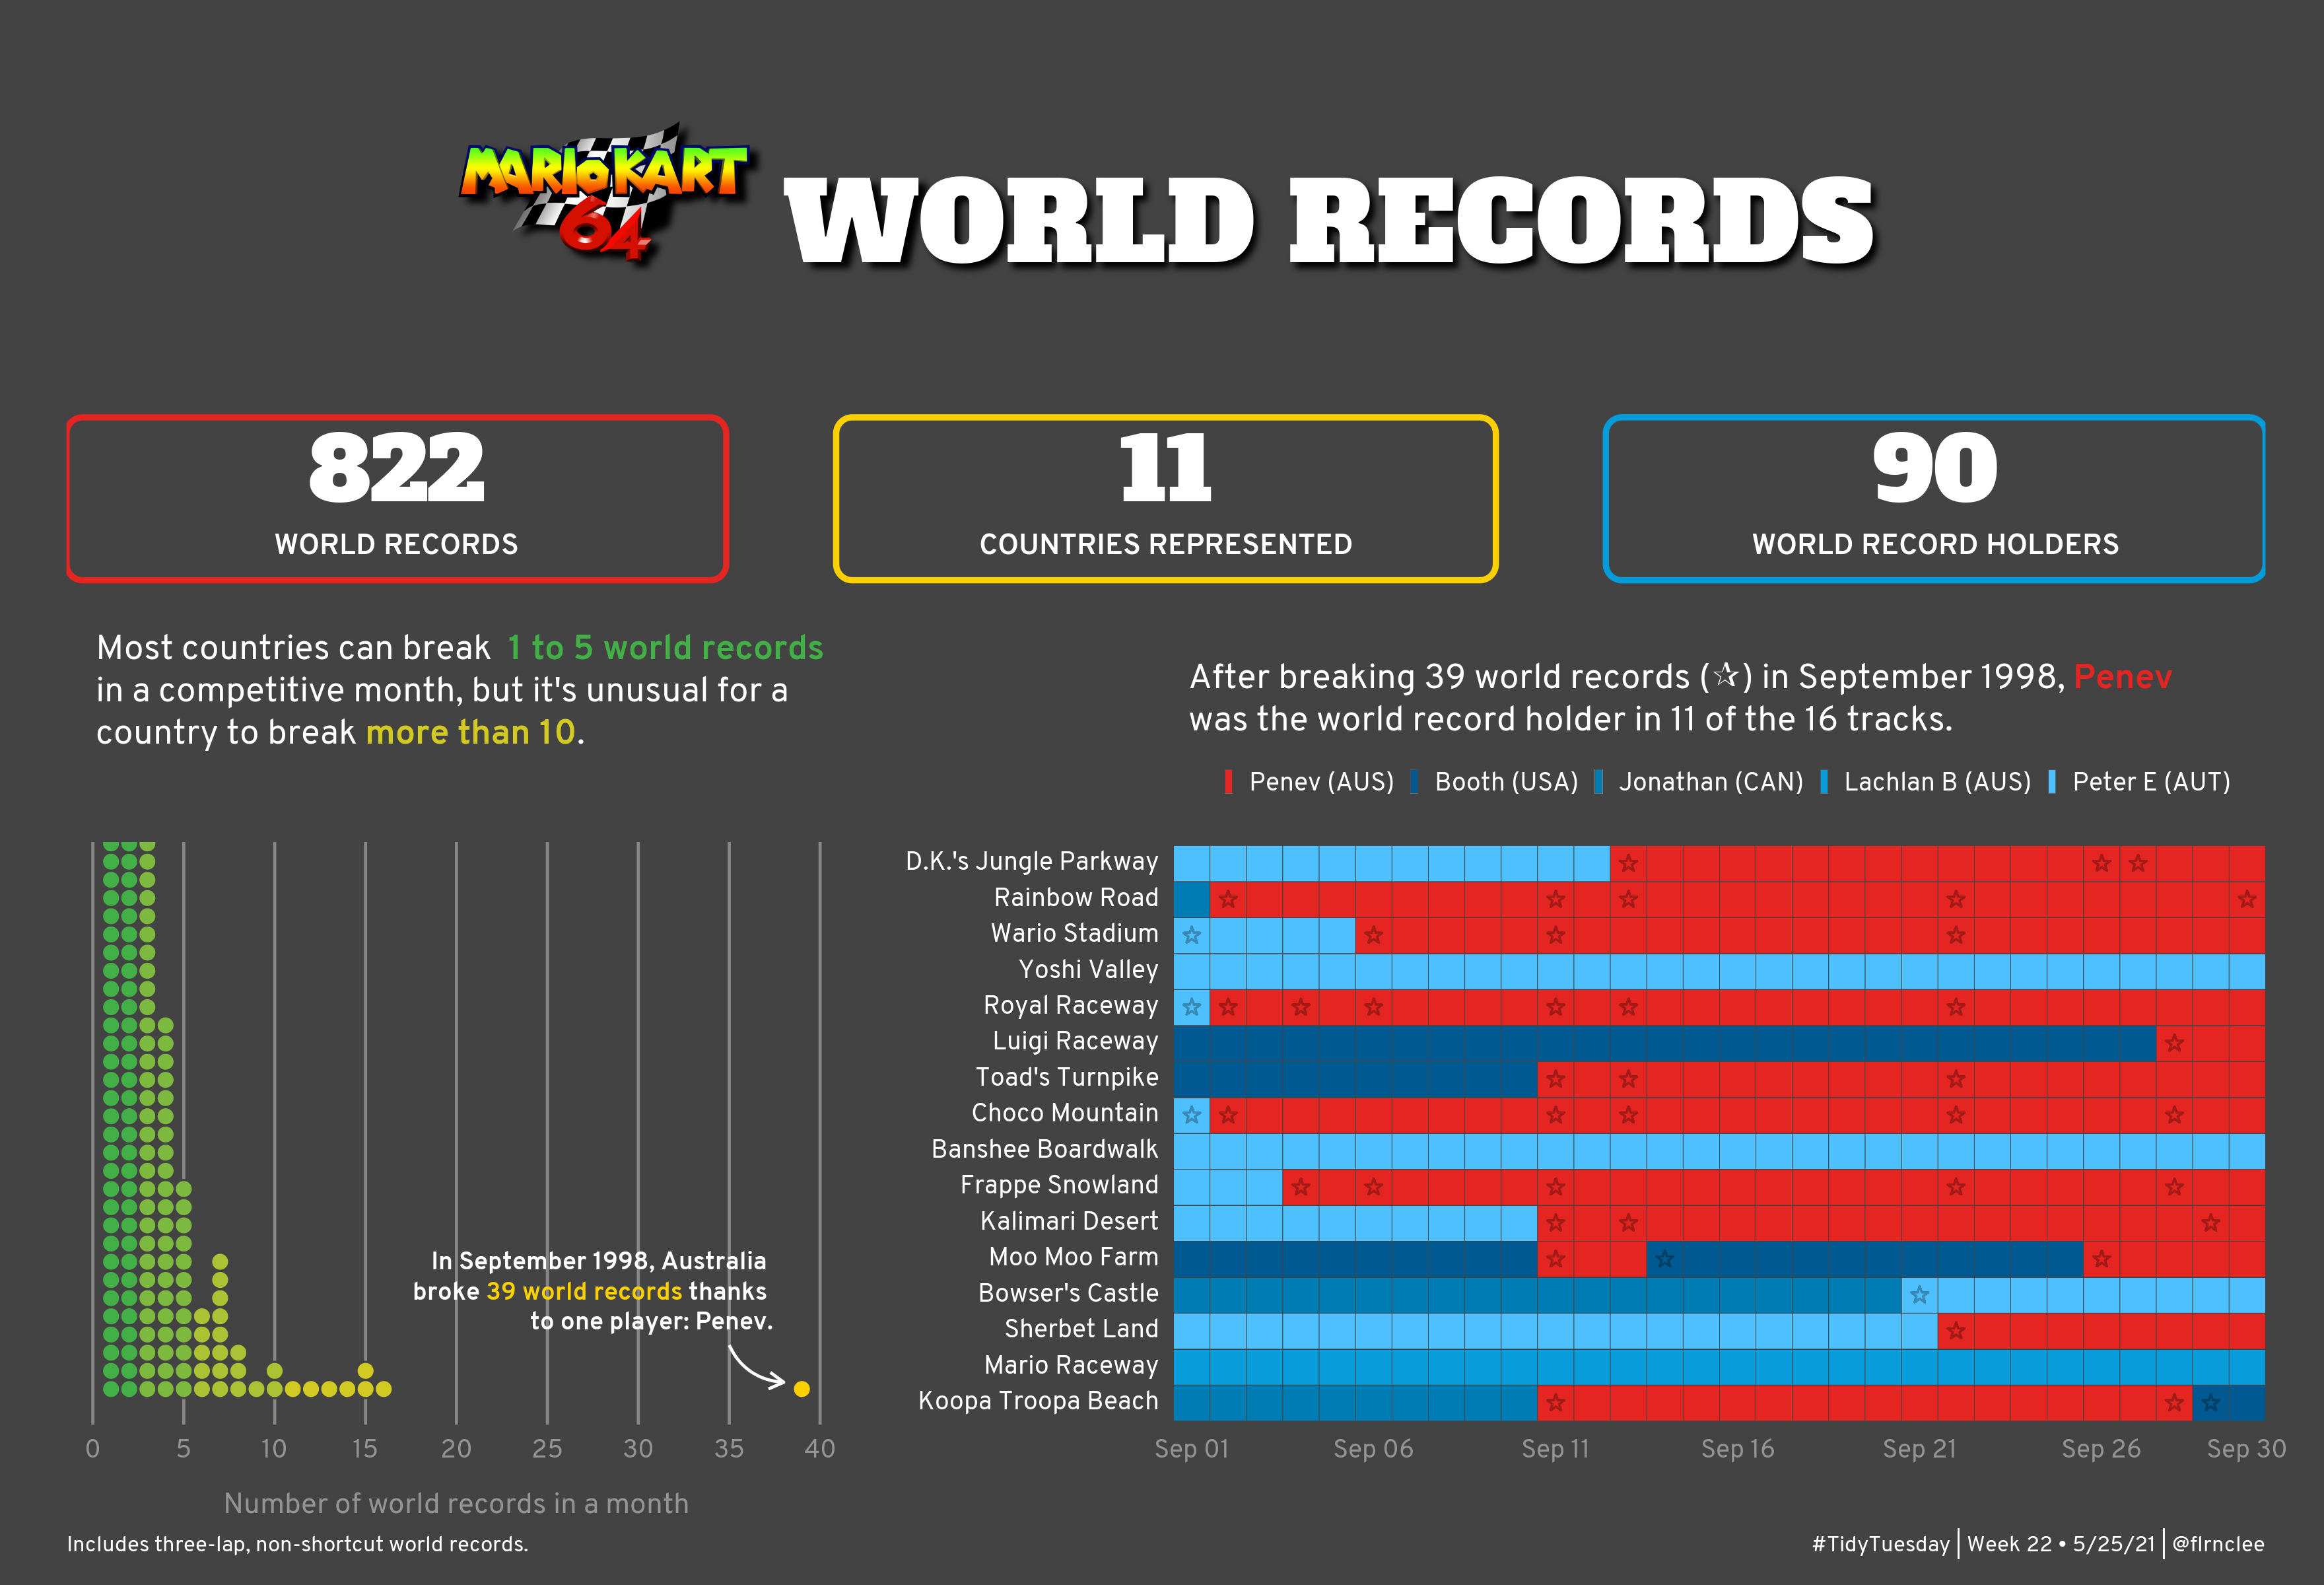 MARIOKART
64
WORLD RECORDS
822
WORLD RECORDS
11
COUNTRIES REPRESENTED
90
WORLD RECORD HOLDERS
Most countries can break 1 to 5 world records
in a competitive month, but it's unusual for a
country to break more than 10.
In September 1998, Australia
broke 39 world records thanks
to one player: Penev.
0 5 10 15 20 25 30 35 40
Number of world records in a month
After breaking 39 world records (☆) in September 1998, Penev
was the world record holder in 11 of the 16 tracks.
Penev (AUS) Booth (USA) Jonathan (CAN) Lachlan B (AUS) Peter E (AUT)
D.K.'s Jungle Parkway
Rainbow Road
Wario Stadium
Yoshi Valley
Royal Raceway
Luigi Raceway
Toad's Turnpike
Choco Mountain
Banshee Boardwalk
Frappe Snowland
Kalimari Desert
Moo Moo Farm
Bowser's Castle
Sherbet Land
Mario Raceway
Koopa Troopa Beach
Sep 01 Sep 06 Sep 11 Sep 16 Sep 21 Sep 26 Sep 30
Includes three-lap, non-shortcut world records.
#TidyTuesday | Week 22 • 5/25/21 | @flrnclee